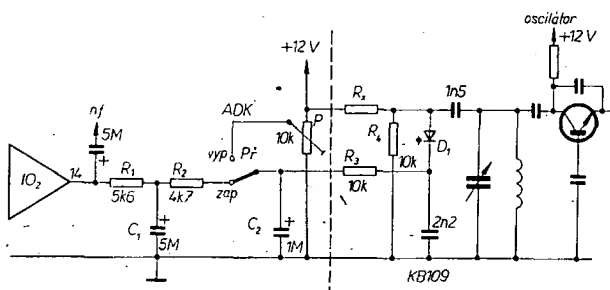 oscilátor
+12 V
+12 V
nf
5M
+
ADK
P
10k
Rx
1n5
R4
10k
D1
IO2
14
R1
5k6
R2
4k7
vyp
Př
zap
R3
10k
C1
+
5M
C2
+
1M
2n2
KB109